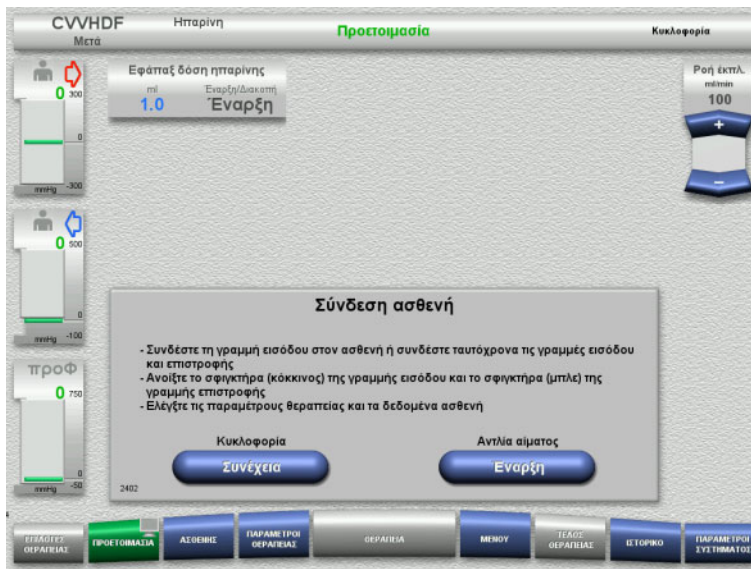 CVVHDF Ηπαρίνη
Μετά
Προετοιμασία
Κυκλοφορία
0 300
0
mmHg -300
Εφάπαξ δόση ηπαρίνης
ml Έναρξη/Διακοπή
1.0 Έναρξη
Ροή έκπλ.
ml/min
100
+
−
0 500
0
mmHg -100
προΦ
0 750
0
mmHg -50
Σύνδεση ασθενή
- Συνδέστε τη γραμμή εισόδου στον ασθενή ή συνδέστε ταυτόχρονα τις γραμμές εισόδου
και επιστροφής
- Ανοίξτε το σφιγκτήρα (κόκκινος) της γραμμής εισόδου και το σφιγκτήρα (μπλε) της
γραμμής επιστροφής
- Ελέγξτε τις παραμέτρους θεραπείας και τα δεδομένα ασθενή
Κυκλοφορία Αντλία αίματος
Συνέχεια Έναρξη
2402
ΕΠΙΛΟΓΕΣ
ΘΕΡΑΠΕΙΑΣ
ΠΡΟΕΤΟΙΜΑΣΙΑ
ΑΣΘΕΝΗΣ
ΠΑΡΑΜΕΤΡΟΙ
ΘΕΡΑΠΕΙΑΣ
ΘΕΡΑΠΕΙΑ
ΜΕΝΟΥ
ΤΕΛΟΣ
ΘΕΡΑΠΕΙΑΣ
ΙΣΤΟΡΙΚΟ
ΠΑΡΑΜΕΤΡΟΙ
ΣΥΣΤΗΜΑΤΟΣ